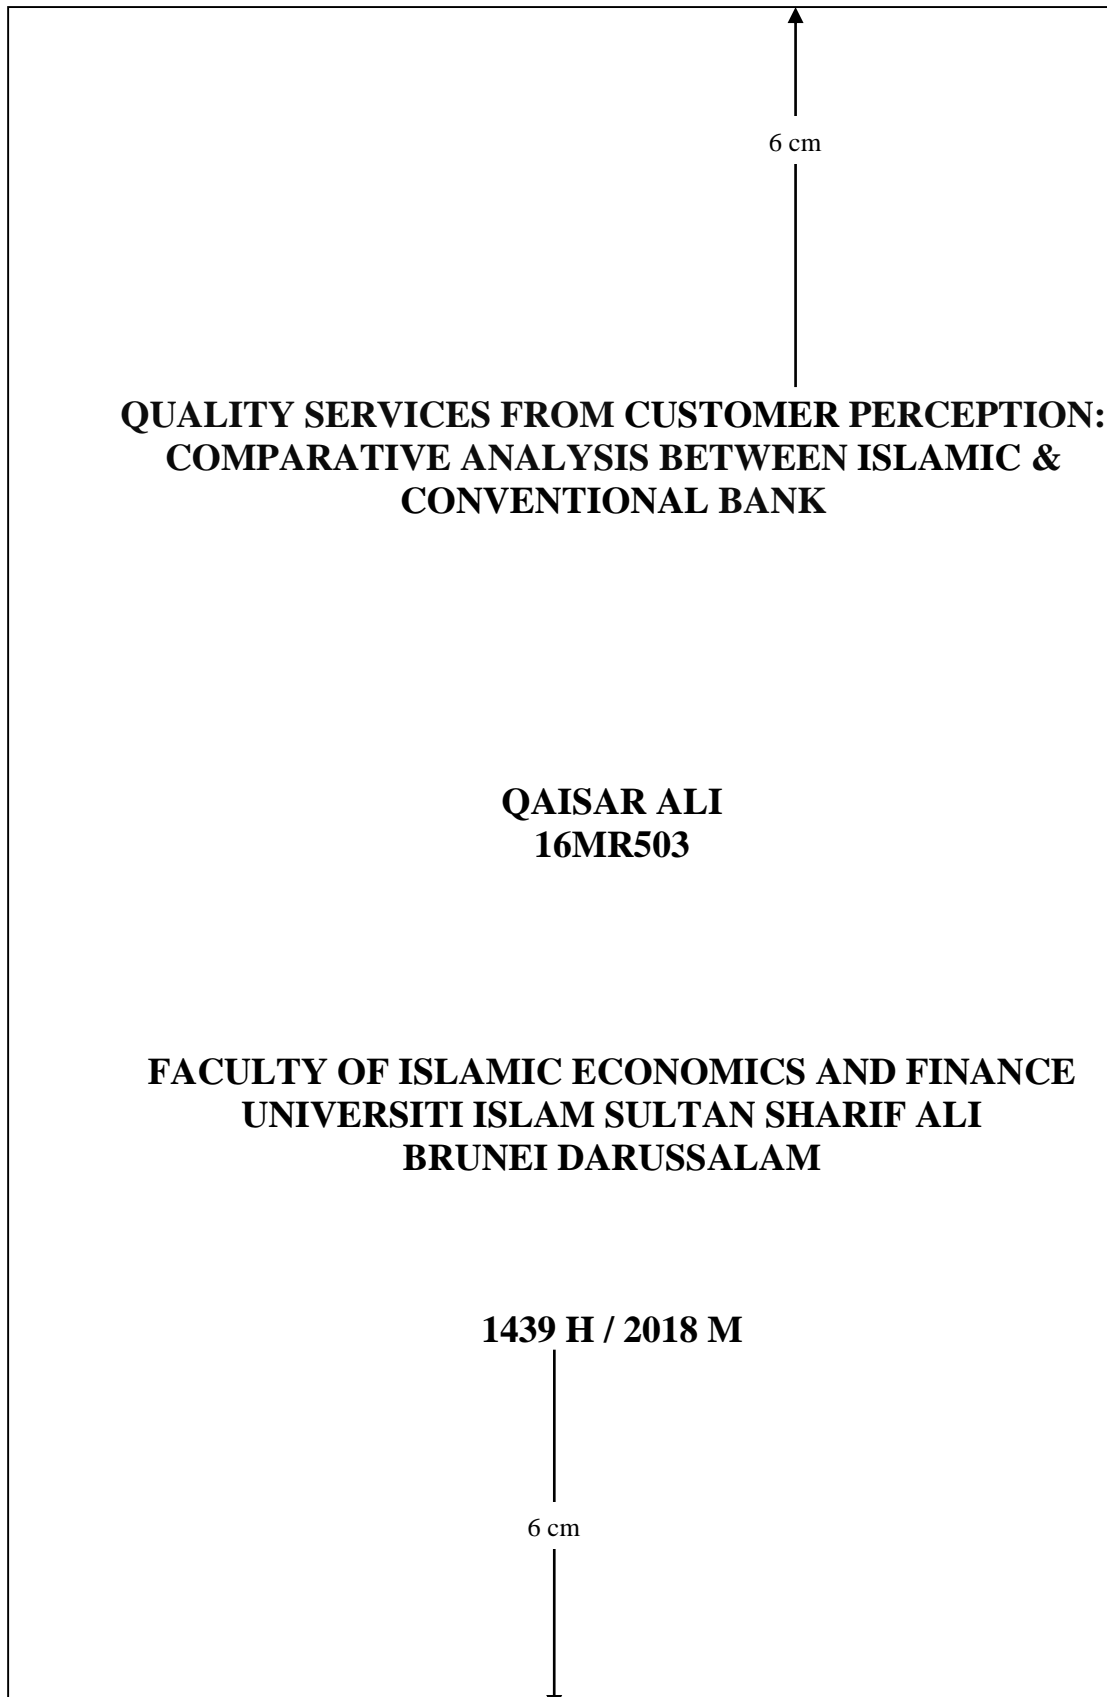 6 cm
QUALITY SERVICES FROM CUSTOMER PERCEPTION:
COMPARATIVE ANALYSIS BETWEEN ISLAMIC &
CONVENTIONAL BANK
QAISAR ALI
16MR503
FACULTY OF ISLAMIC ECONOMICS AND FINANCE
UNIVERSITI ISLAM SULTAN SHARIF ALI
BRUNEI DARUSSALAM
1439 H / 2018 M
6 cm